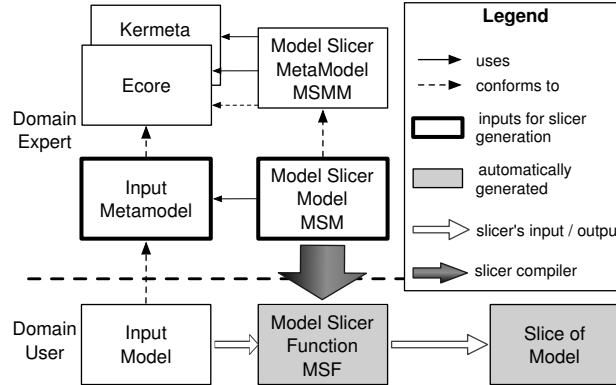 Kermeta
Ecore
Model Slicer
MetaModel
MSMM
Domain
Expert
Input
Metamodel
Model Slicer
Model
MSM
Domain
User
Input
Model
Model Slicer
Function
MSF
Slice of
Model
Legend
uses
conforms to
inputs for slicer
generation
automatically
generated
slicer's input / output
slicer compiler